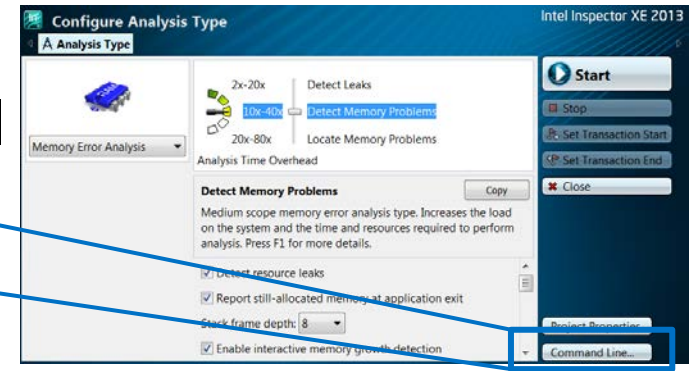 Configure Analysis Type
Intel Inspector XE 2013
A Analysis Type
Memory Error Analysis
2x-20x Detect Leaks
10x-40x Detect Memory Problems
20x-80x Locate Memory Problems
Analysis Time Overhead
Detect Memory Problems
Copy
Medium scope memory error analysis type. Increases the load
on the system and the time and resources required to perform
analysis. Press F1 for more details.
Detect resource leaks
Report still-allocated memory at application exit
Stack frame depth: 8
Enable interactive memory growth detection
Start
Stop
Set Transaction Start
Set Transaction End
Close
Project Properties...
Command Line...